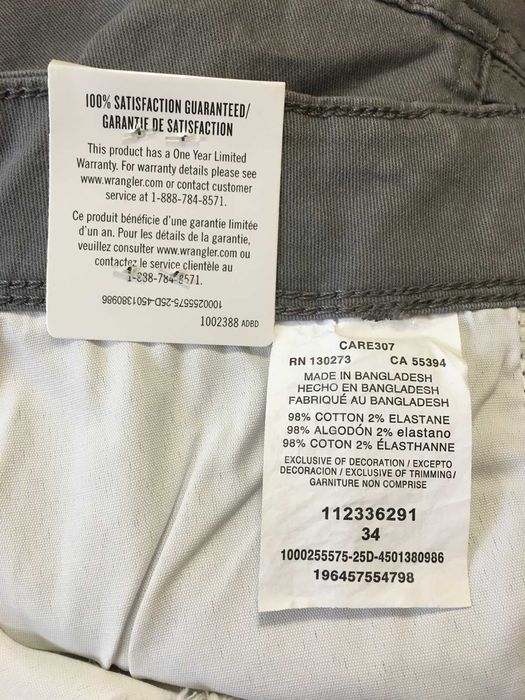 100% SATISFACTION GUARANTEED/
GARANTIE DE SATISFACTION
This product has a One Year Limited
Warranty. For warranty details please see
www.wrangler.com or contact customer
service at 1-888-784-8571.
Ce produit bénéficie d'une garantie limitée
d'un an. Pour les détails de la garantie,
veuillez consulter www.wrangler.com ou
contactez le service clientèle au
1-888-784-8571.
1000255575-25D-4501380986
1002388 ADBD
CARE307
RN 130273 CA 55394
MADE IN BANGLADESH
HECHO EN BANGLADESH
FABRIQUÉ AU BANGLADESH
98% COTTON 2% ELASTANE
98% ALGODÓN 2% elastano
98% COTON 2% ÉLASTHANNE
EXCLUSIVE OF DECORATION / EXCEPTO
DECORACION / EXCLUSIVE OF TRIMMING/
GARNITURE NON COMPRISE
112336291
34
1000255575-25D-4501380986
196457554798